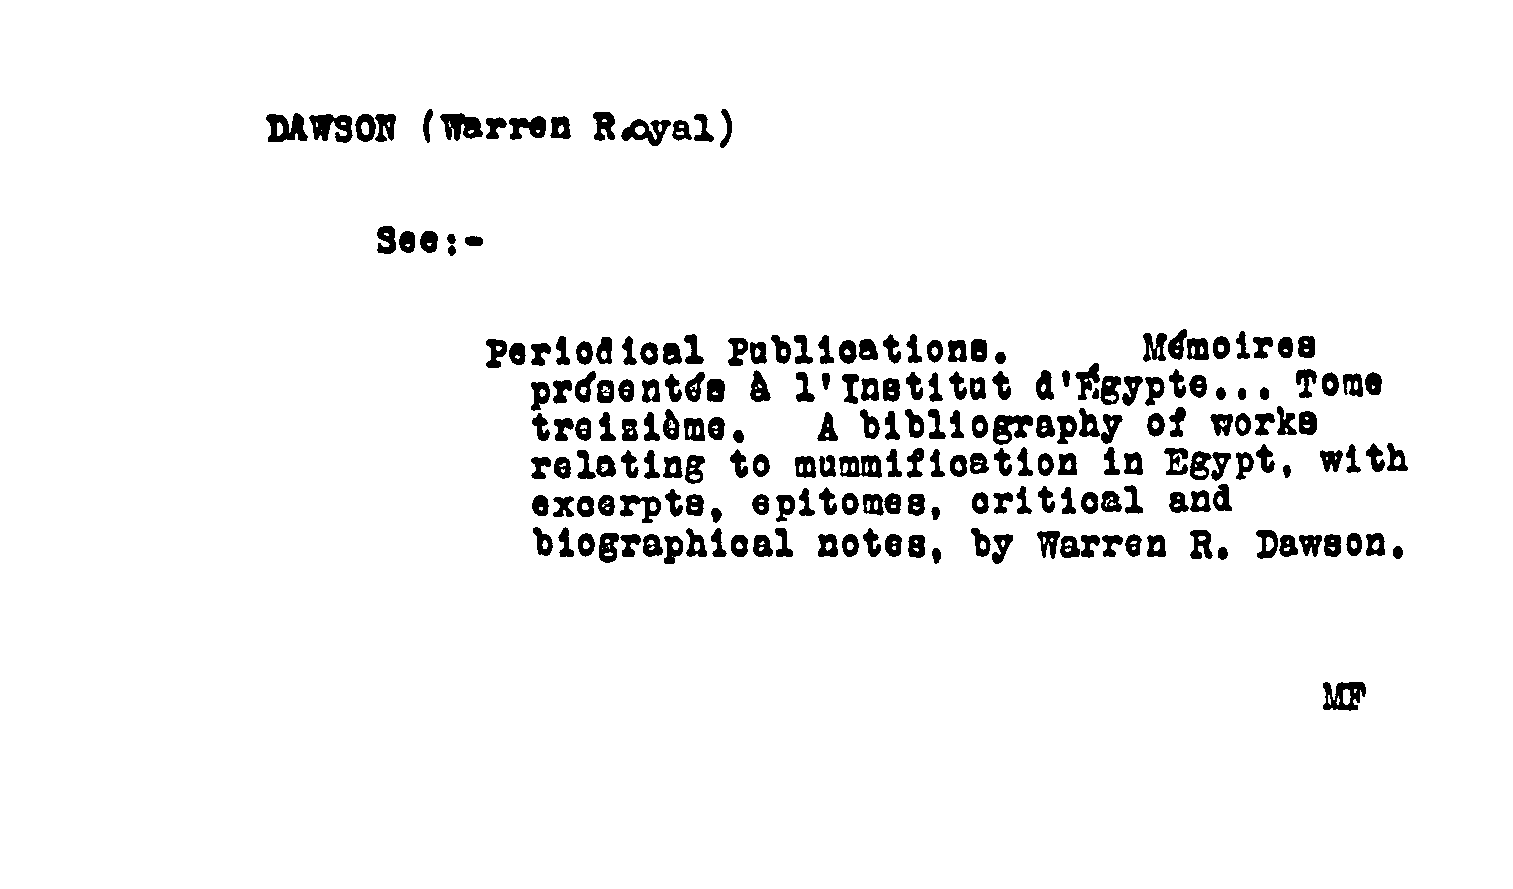 DAWSON (Warren Royal)
See:-
Periodical Publications. Mémoires
présentés à l'Institut d'Égypte... Tome
treizième. A bibliography of works
relating to mummification in Egypt, with
excerpts, epitomes, critical and
biographical notes, by Warren R. Dawson.
MF